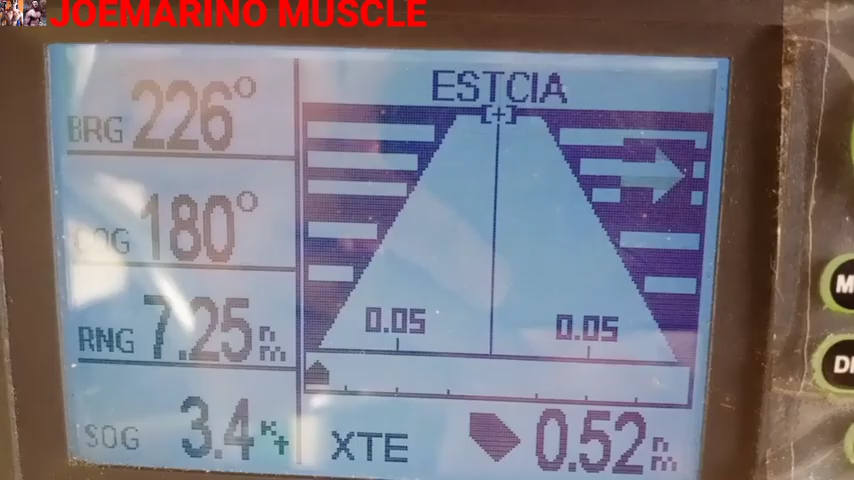 JOEMARINO MUSCLE
BRG 226°
COG 180°
RNG 7.25 nm
SOG 3.4 Kt
ESTCIA
[+]
0.05 0.05
XTE 0.52 nm
M
DI